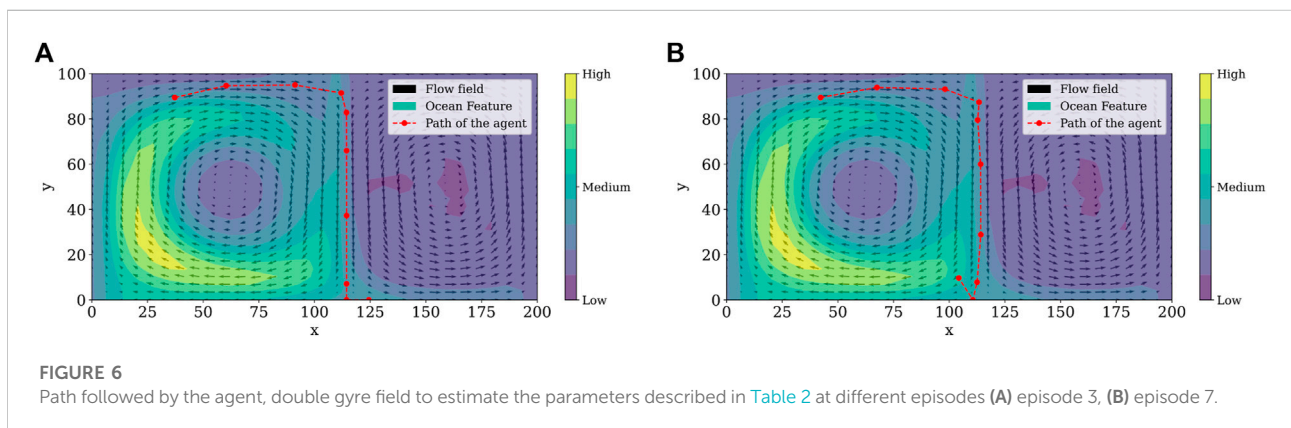 A
100
80
60
40
20
0
y
0
25
50
75
100
125
150
175
200
x
Flow field
Ocean Feature
Path of the agent
High
Medium
Low
B
100
80
60
40
20
0
y
0
25
50
75
100
125
150
175
200
x
Flow field
Ocean Feature
Path of the agent
High
Medium
Low
FIGURE 6
Path followed by the agent, double gyre field to estimate the parameters described in Table 2 at different episodes (A) episode 3, (B) episode 7.